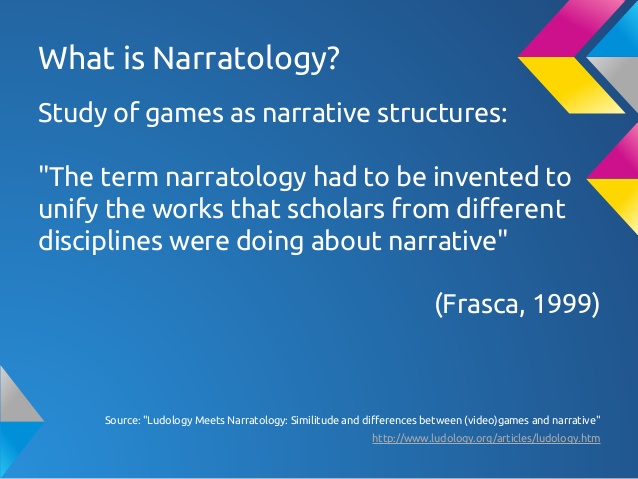 What is Narratology?
Study of games as narrative structures:
"The term narratology had to be invented to
unify the works that scholars from different
disciplines were doing about narrative"
(Frasca, 1999)
Source: "Ludology Meets Narratology: Similitude and differences between (video)games and narrative"
http://www.ludology.org/articles/ludology.htm